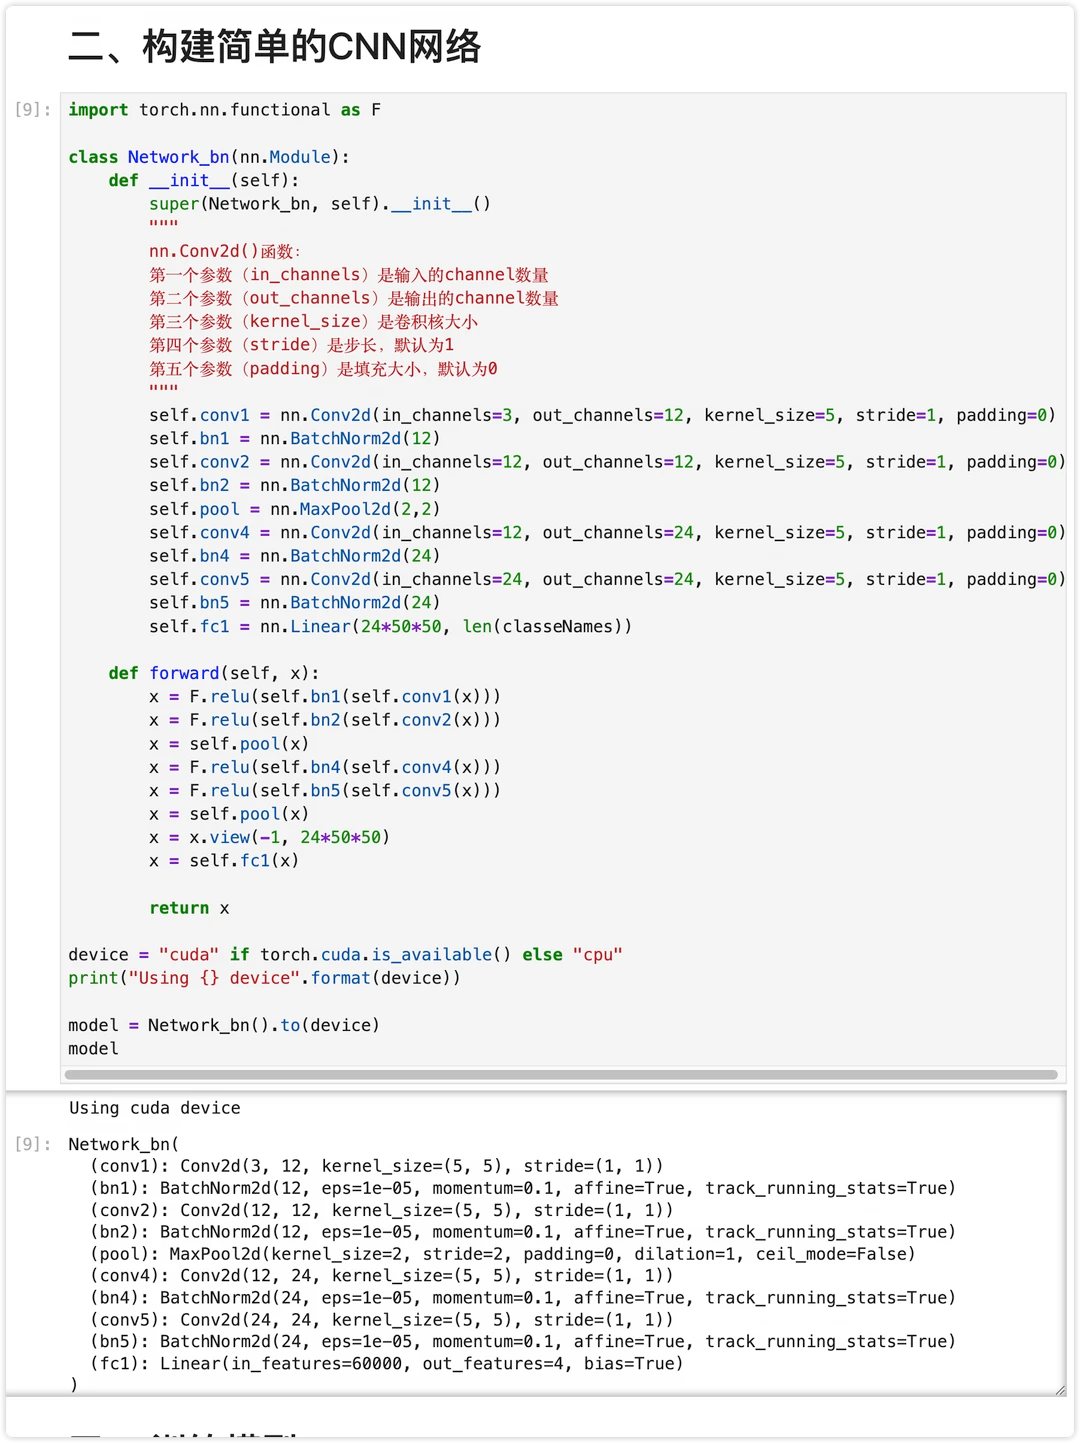 二、构建简单的CNN网络
[9]: import torch.nn.functional as F
class Network_bn(nn.Module):
    def __init__(self):
        super(Network_bn, self).__init__()
        """
        nn.Conv2d()函数：
        第一个参数（in_channels）是输入的channel数量
        第二个参数（out_channels）是输出的channel数量
        第三个参数（kernel_size）是卷积核大小
        第四个参数（stride）是步长，默认为1
        第五个参数（padding）是填充大小，默认为0
        """
        self.conv1 = nn.Conv2d(in_channels=3, out_channels=12, kernel_size=5, stride=1, padding=0)
        self.bn1 = nn.BatchNorm2d(12)
        self.conv2 = nn.Conv2d(in_channels=12, out_channels=12, kernel_size=5, stride=1, padding=0)
        self.bn2 = nn.BatchNorm2d(12)
        self.pool = nn.MaxPool2d(2,2)
        self.conv4 = nn.Conv2d(in_channels=12, out_channels=24, kernel_size=5, stride=1, padding=0)
        self.bn4 = nn.BatchNorm2d(24)
        self.conv5 = nn.Conv2d(in_channels=24, out_channels=24, kernel_size=5, stride=1, padding=0)
        self.bn5 = nn.BatchNorm2d(24)
        self.fc1 = nn.Linear(24*50*50, len(classeNames))
    def forward(self, x):
        x = F.relu(self.bn1(self.conv1(x)))
        x = F.relu(self.bn2(self.conv2(x)))
        x = self.pool(x)
        x = F.relu(self.bn4(self.conv4(x)))
        x = F.relu(self.bn5(self.conv5(x)))
        x = self.pool(x)
        x = x.view(-1, 24*50*50)
        x = self.fc1(x)
        return x
device = "cuda" if torch.cuda.is_available() else "cpu"
print("Using {} device".format(device))
model = Network_bn().to(device)
model
Using cuda device
[9]: Network_bn(
  (conv1): Conv2d(3, 12, kernel_size=(5, 5), stride=(1, 1))
  (bn1): BatchNorm2d(12, eps=1e-05, momentum=0.1, affine=True, track_running_stats=True)
  (conv2): Conv2d(12, 12, kernel_size=(5, 5), stride=(1, 1))
  (bn2): BatchNorm2d(12, eps=1e-05, momentum=0.1, affine=True, track_running_stats=True)
  (pool): MaxPool2d(kernel_size=2, stride=2, padding=0, dilation=1, ceil_mode=False)
  (conv4): Conv2d(12, 24, kernel_size=(5, 5), stride=(1, 1))
  (bn4): BatchNorm2d(24, eps=1e-05, momentum=0.1, affine=True, track_running_stats=True)
  (conv5): Conv2d(24, 24, kernel_size=(5, 5), stride=(1, 1))
  (bn5): BatchNorm2d(24, eps=1e-05, momentum=0.1, affine=True, track_running_stats=True)
  (fc1): Linear(in_features=60000, out_features=4, bias=True)
)